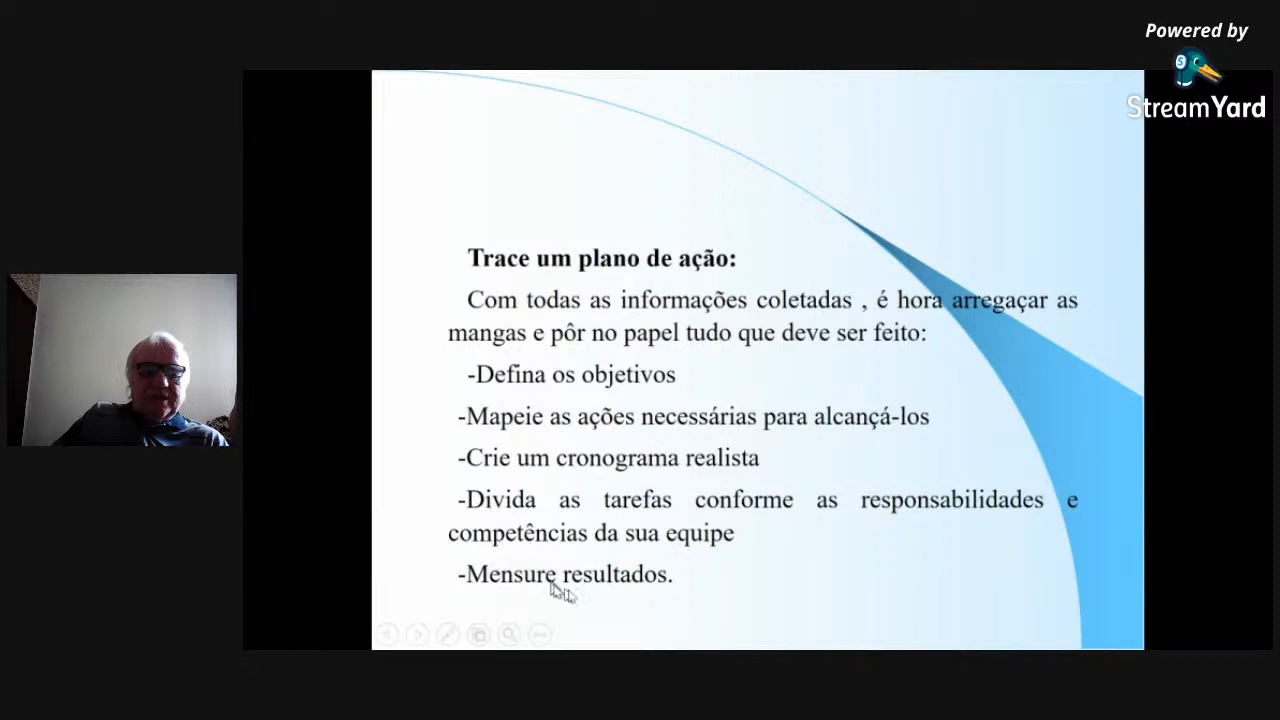 Powered by
StreamYard
Trace um plano de ação:
Com todas as informações coletadas , é hora arregaçar as
mangas e pôr no papel tudo que deve ser feito:
-Defina os objetivos
-Mapeie as ações necessárias para alcançá-los
-Crie um cronograma realista
-Divida as tarefas conforme as responsabilidades e
competências da sua equipe
-Mensure resultados.